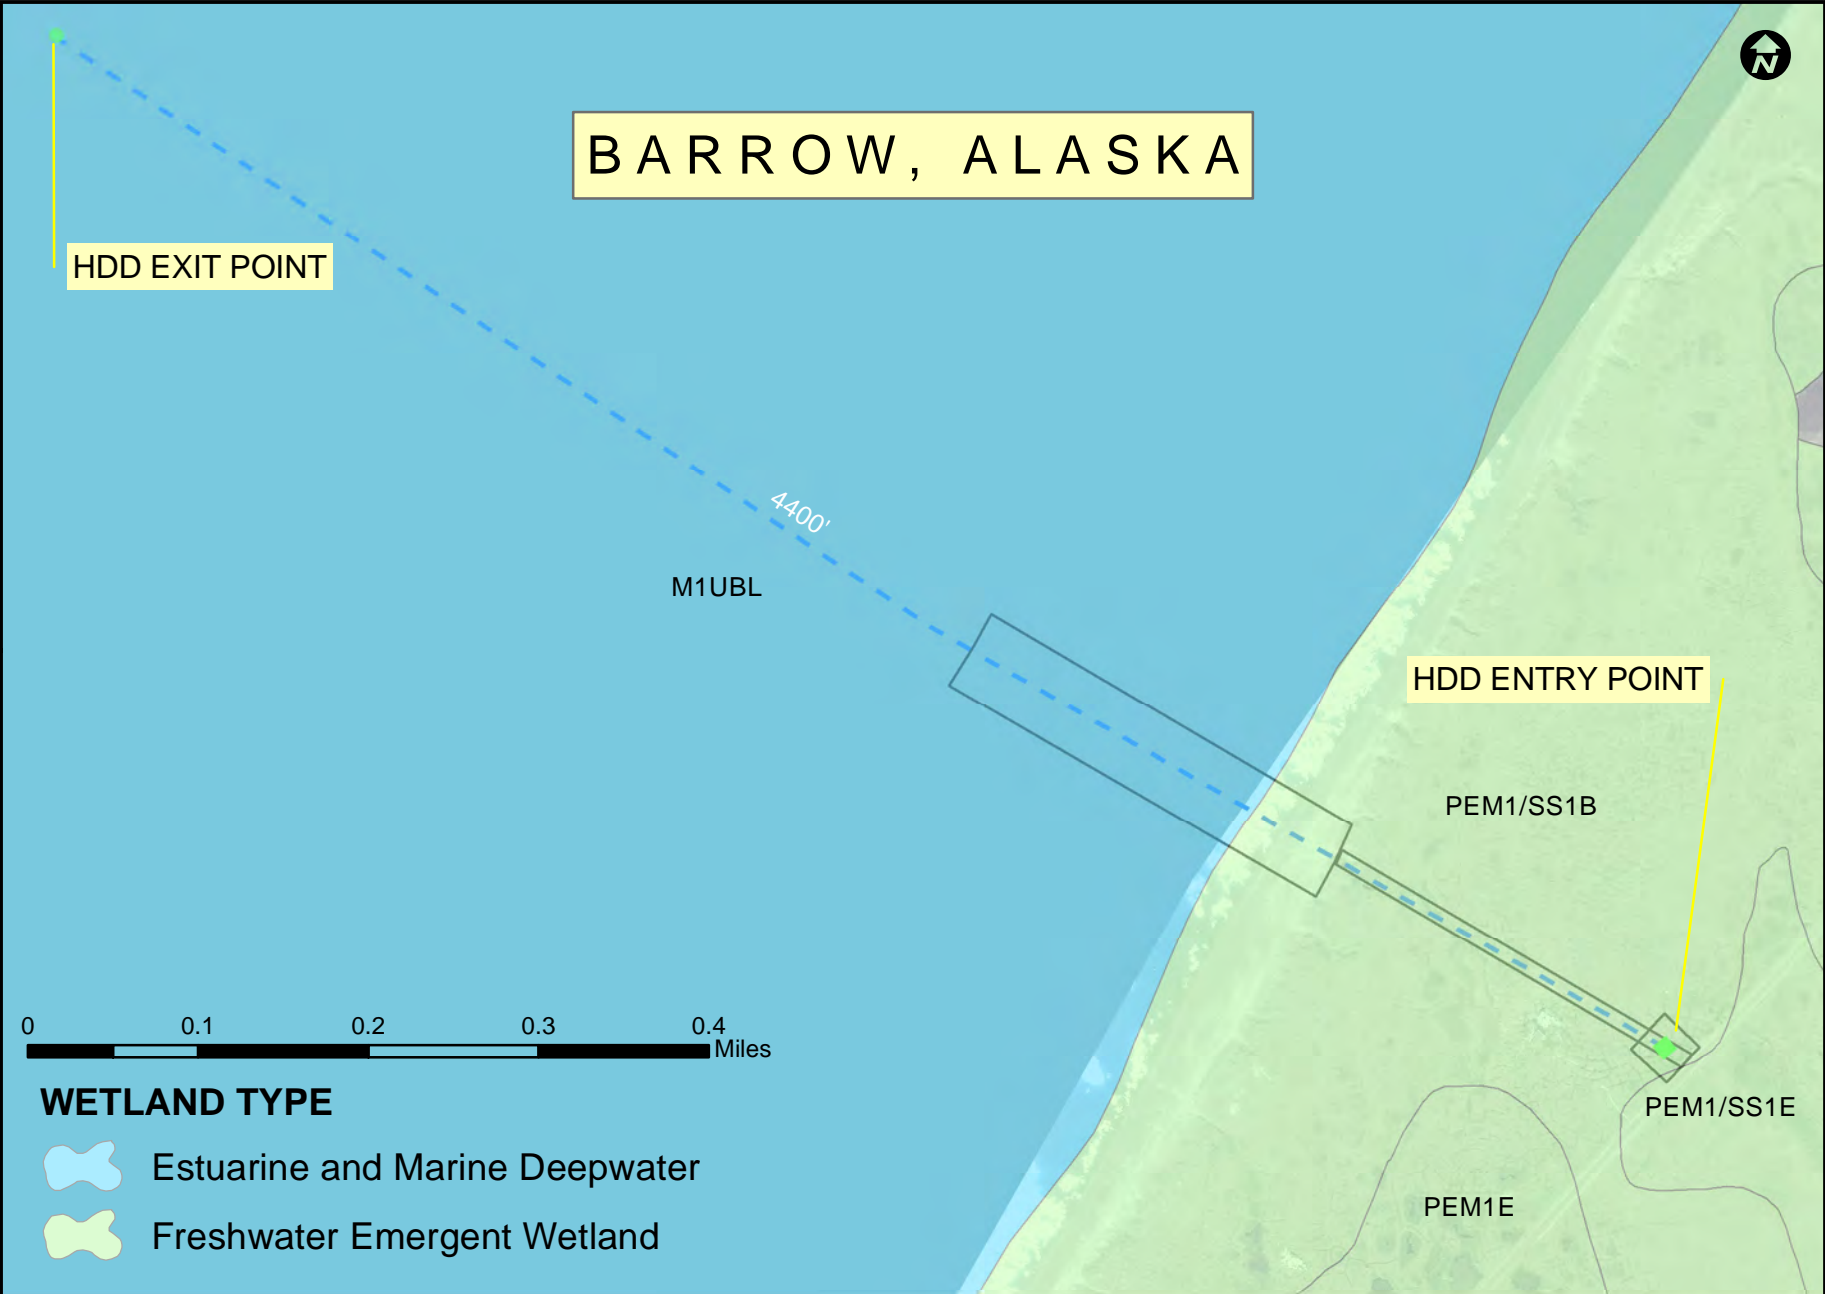 N
BARROW, ALASKA
HDD EXIT POINT
4400'
M1UBL
HDD ENTRY POINT
PEM1/SS1B
0 0.1 0.2 0.3 0.4
Miles
WETLAND TYPE
PEM1/SS1E
Estuarine and Marine Deepwater
PEM1E
Freshwater Emergent Wetland